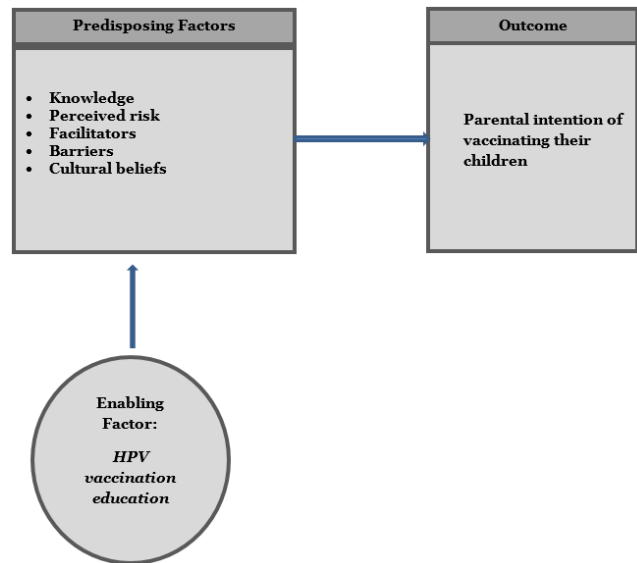 Predisposing Factors
• Knowledge
• Perceived risk
• Facilitators
• Barriers
• Cultural beliefs
Outcome
Parental intention of
vaccinating their
children
Enabling
Factor:
HPV
vaccination
education